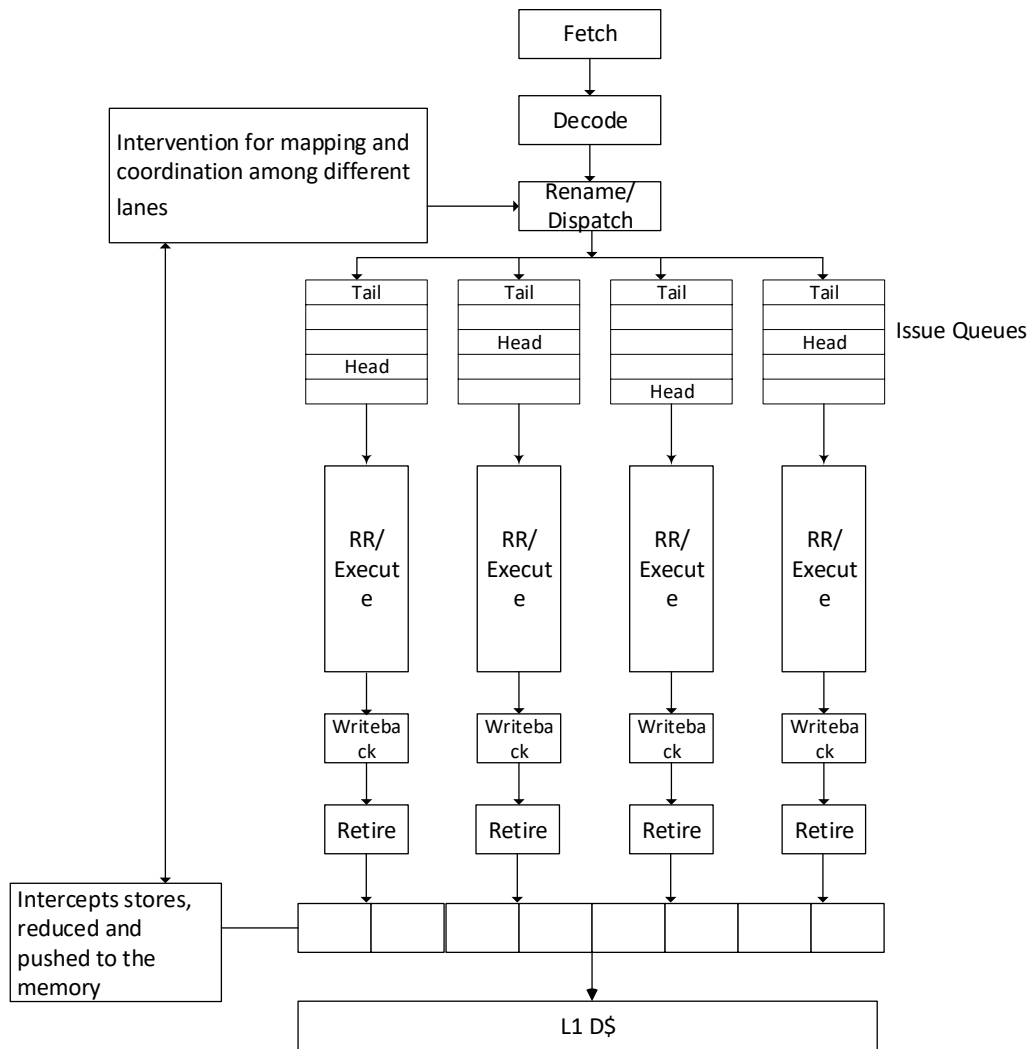 Fetch
Decode
Intervention for mapping and
coordination among different
lanes
Rename/
Dispatch
Tail
Tail
Tail
Tail
Head
Head
Head
Head
Issue Queues
RR/
Execut
e
RR/
Execut
e
RR/
Execut
e
RR/
Execut
e
Writeba
ck
Writeba
ck
Writeba
ck
Writeba
ck
Retire
Retire
Retire
Retire
Intercepts stores,
reduced and
pushed to the
memory
L1 D$